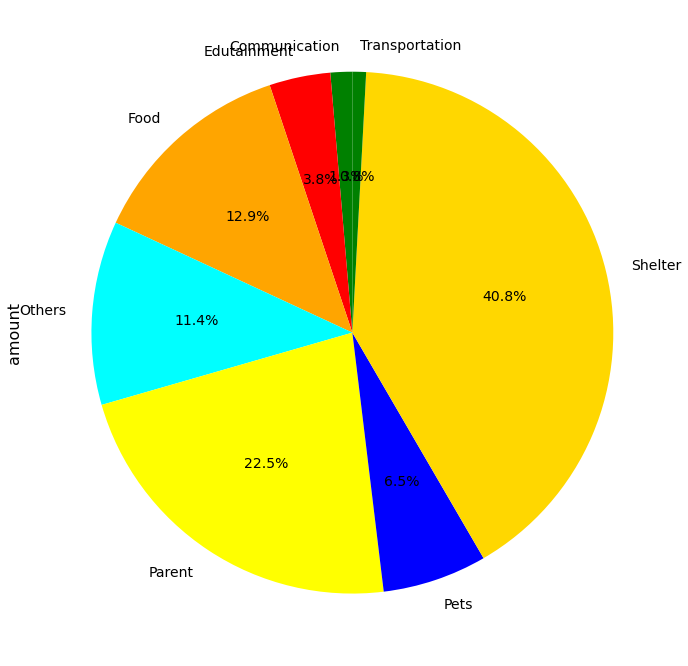 Communication
Transportation
Edutainment
Food
3.8%
12.9%
Shelter
40.8%
Others
11.4%
amount
22.5%
6.5%
Parent
Pets